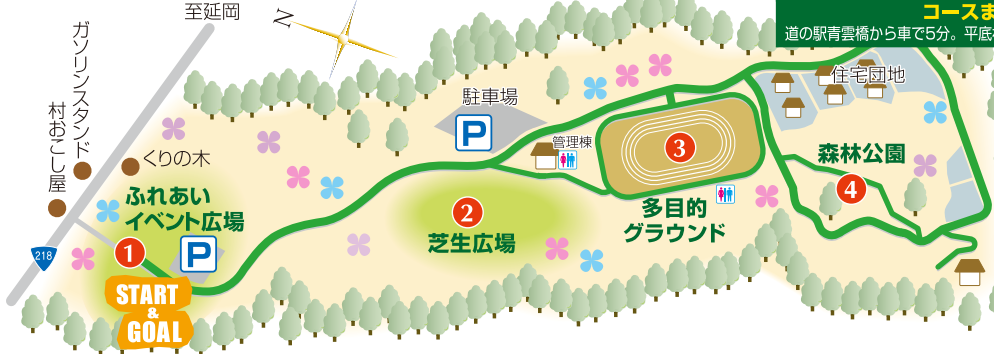 至延岡
N
コースま
道の駅青雲橋から車で5分。平底
ガソリンスタンド
村おこし屋
くりの木
駐車場
P
管理棟
住宅団地
ふれあい
イベント広場
1
P
218
START
&
GOAL
2
芝生広場
3
多目的
グラウンド
森林公園
4